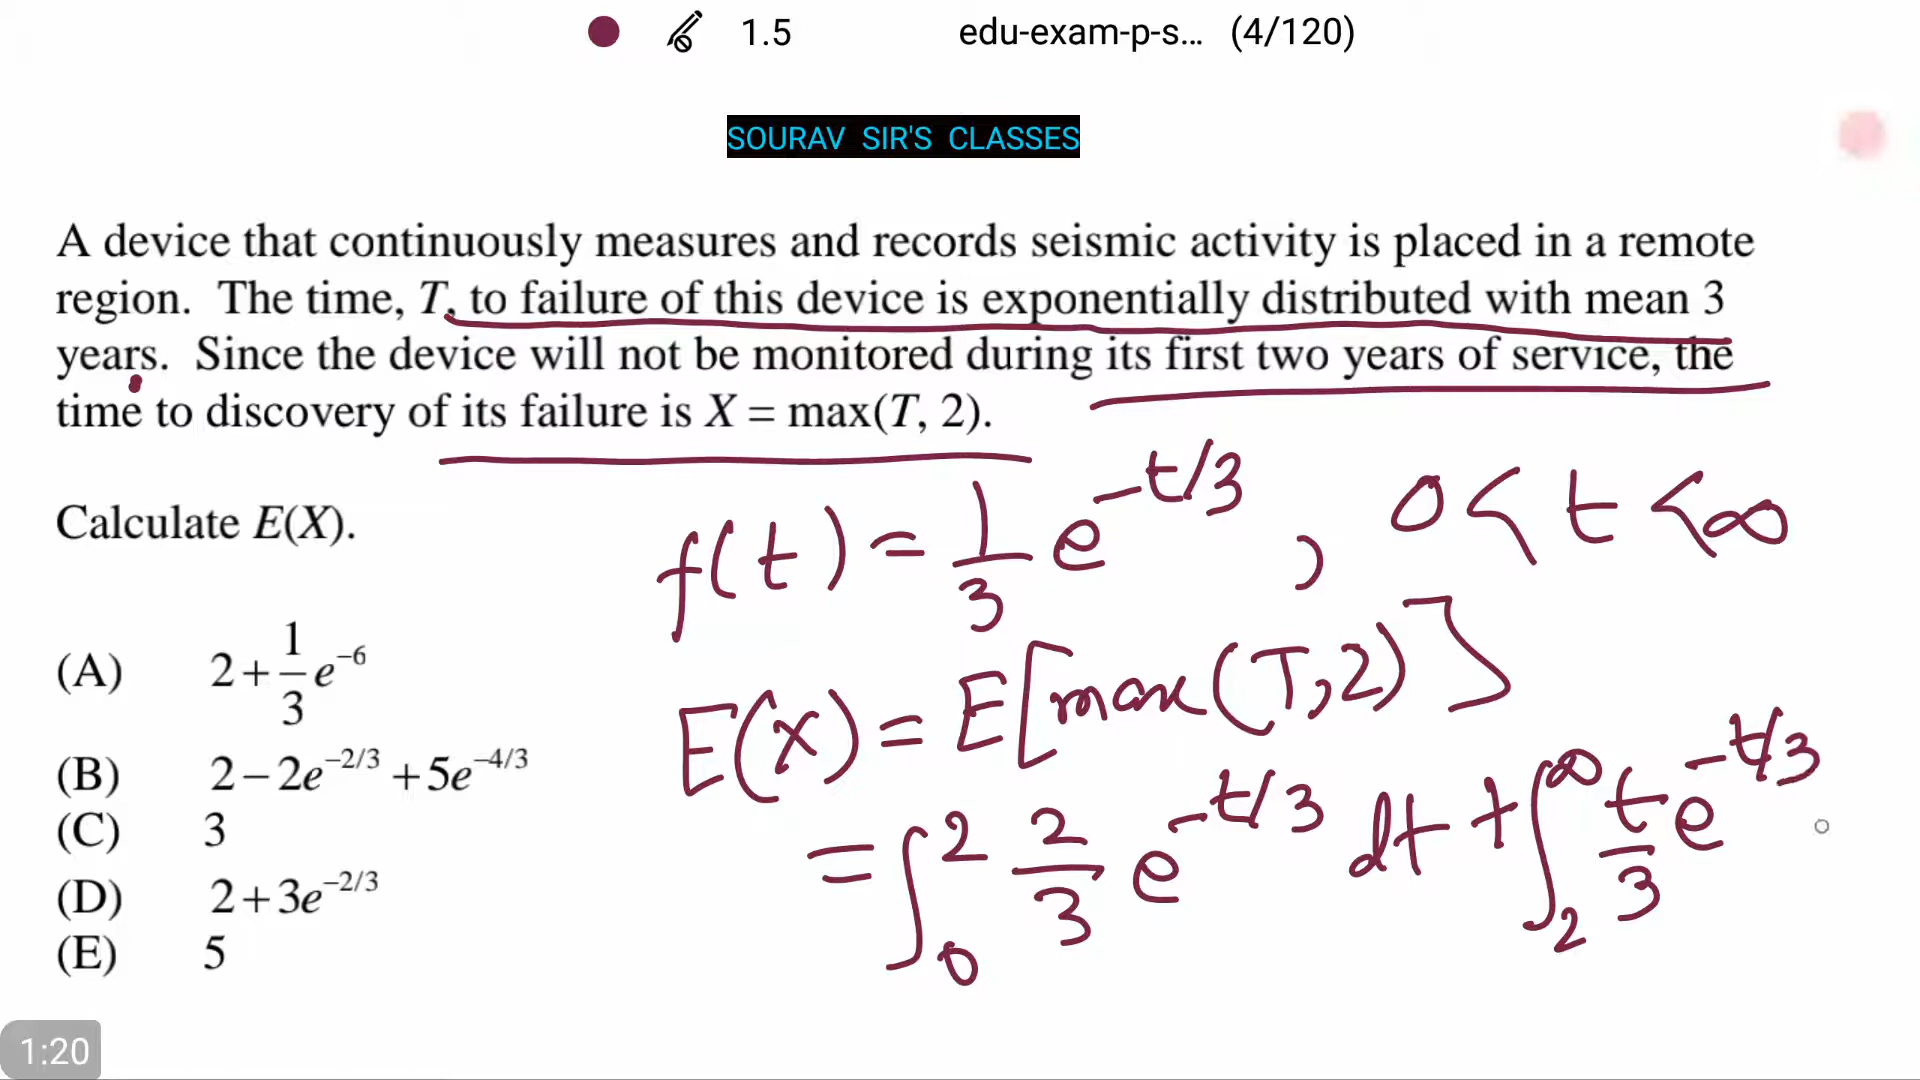 1.5 edu-exam-p-s... (4/120)
SOURAV SIR'S CLASSES
A device that continuously measures and records seismic activity is placed in a remote
region. The time, T, to failure of this device is exponentially distributed with mean 3
years. Since the device will not be monitored during its first two years of service, the
time to discovery of its failure is X = max(T, 2).
Calculate E(X).
(A) 2+1/3 e^−6
(B) 2−2e^−2/3 +5e^−4/3
(C) 3
(D) 2+3e^−2/3
(E) 5
f(t) = 1/3 e^−t/3 , 0 < t < ∞
E(X) = E[max(T,2)]
= ∫_0^2 2/3 e^−t/3 dt + ∫_2^∞ t/3 e^−t/3
1:20